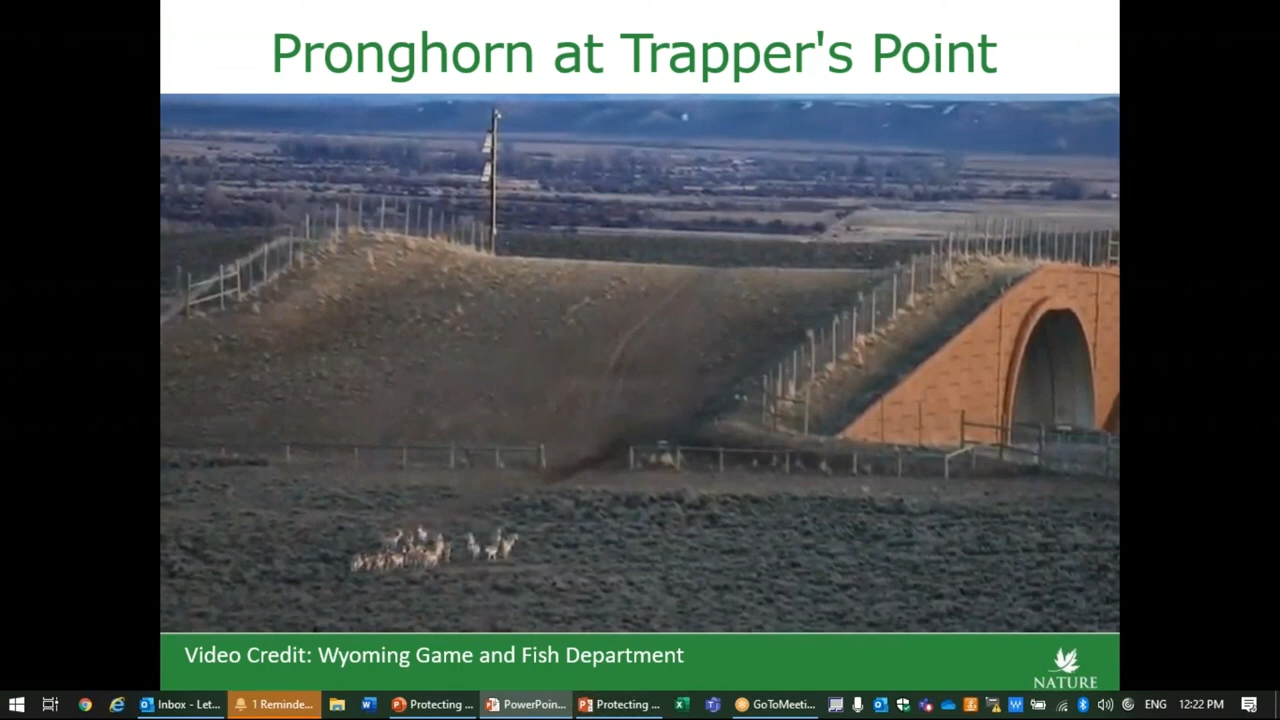 Pronghorn at Trapper's Point
Video Credit: Wyoming Game and Fish Department
NATURE
Inbox - Let...
1 Reminde...
Protecting ...
PowerPoin...
Protecting ...
GoToMeeti...
ENG
12:22 PM